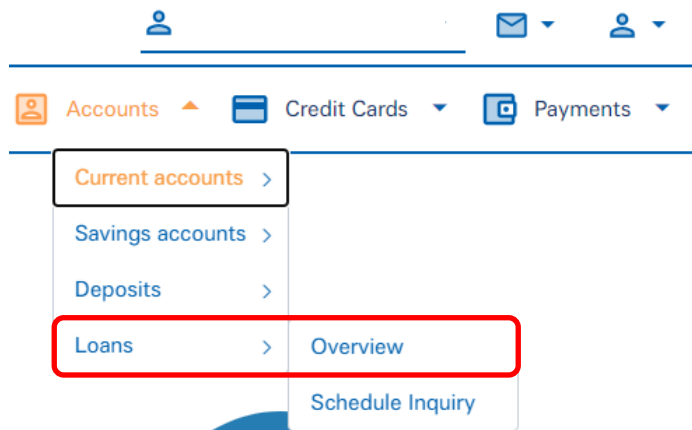 Accounts Credit Cards Payments
Current accounts
Savings accounts
Deposits
Loans Overview
Schedule Inquiry